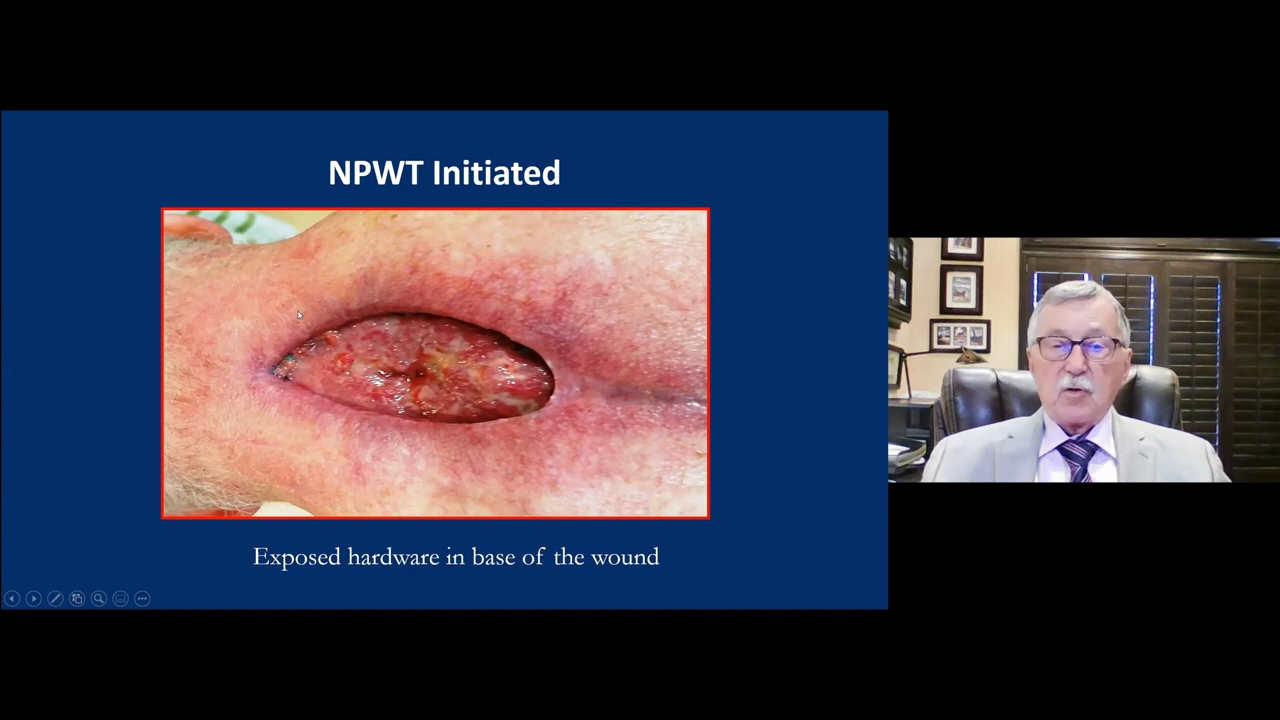 NPWT Initiated
Exposed hardware in base of the wound